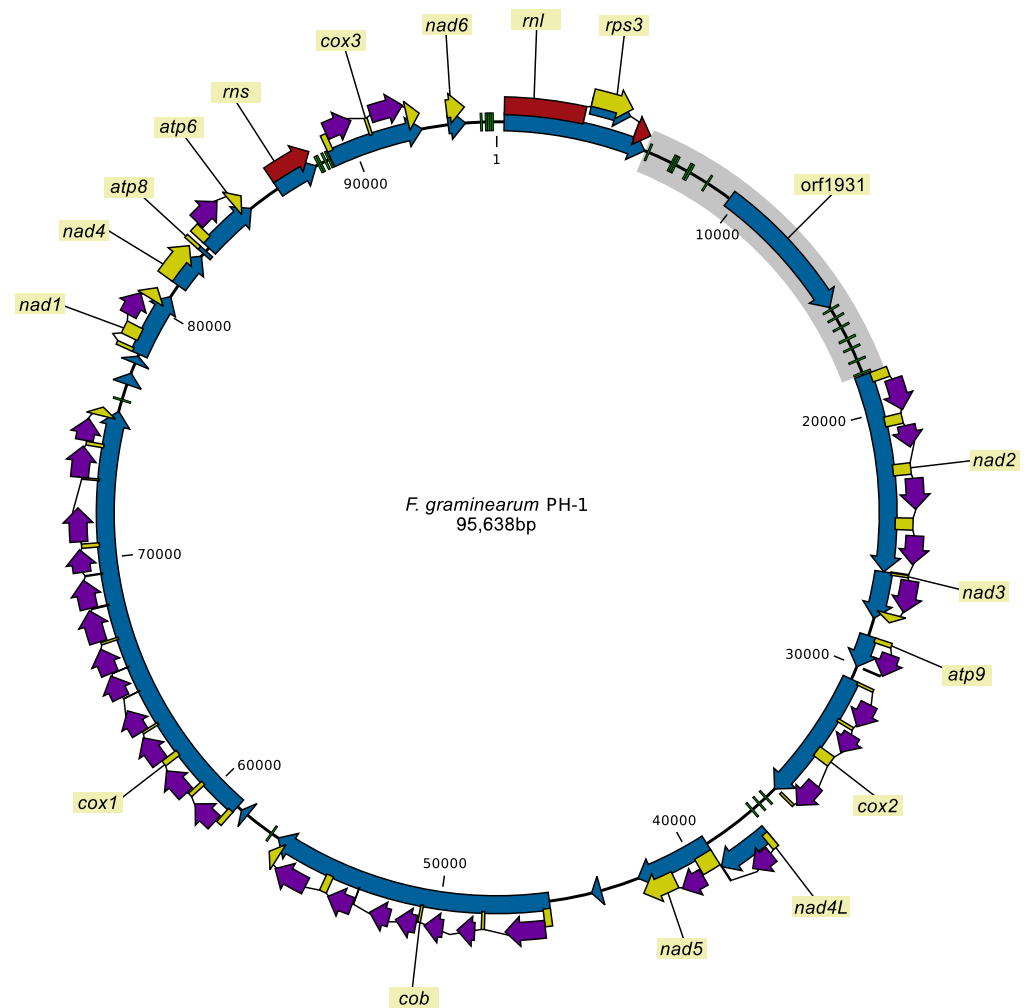 nad6
rnl
rps3
cox3
rns
atp6
1
90000
atp8
orf1931
nad4
10000
nad1
80000
20000
nad2
F. graminearum PH-1
95,638bp
70000
nad3
30000
atp9
60000
cox1
cox2
40000
50000
nad4L
nad5
cob